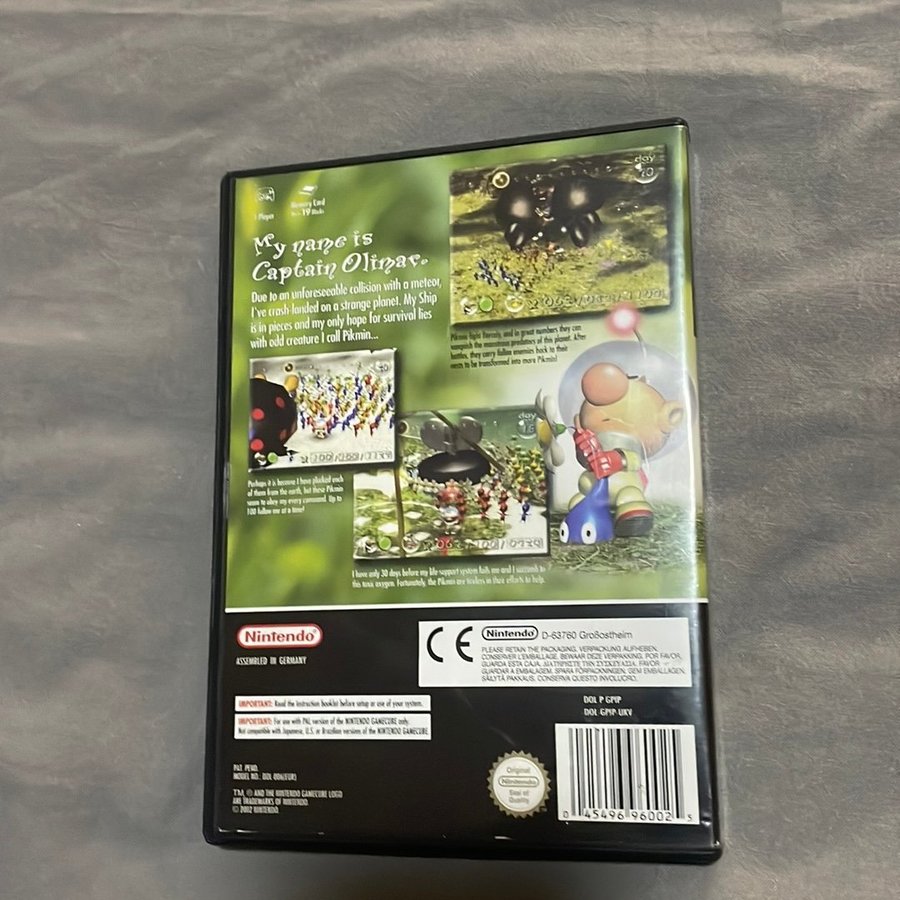 1 Player
Memory Card
19 Blocks
My name is
Captain Olimar.
Due to an unforeseeable collision with a meteor,
I've crash-landed on a strange planet. My Ship
is in pieces and my only hope for survival lies
with odd creature I call Pikmin...
day
10
Pikmin fight fiercely, and in great numbers they can
vanquish the monstrous predators of this planet. After
battles, they carry fallen enemies back to their
nests to be transformed into more Pikmin!
100/200/1139
Perhaps it is because I have plucked each
of them from the earth, but these Pikmin
seem to obey my every command. Up to
100 follow me at a time!
day
I have only 30 days before my life-support system fails me and I succumb to
this toxic oxygen. Fortunately, the Pikmin are tireless in their efforts to help.
Nintendo
ASSEMBLED IN GERMANY
CE
Nintendo D-63760 Großostheim
PLEASE RETAIN THE PACKAGING. VERPACKUNG AUFHEBEN.
CONSERVER L'EMBALLAGE. BEWAAR DEZE VERPAKKING. POR FAVOR,
GUARDA ESTA CAJA. ΔΙΑΤΗΡΗΣΤΕ ΤΗΝ ΣΥΣΚΕΥΑΣΙΑ. FAVOR
GUARDAR A EMBALAGEM. SPARA FÖRPACKNINGEN. GEM EMBALLAGEN.
SÄILYTÄ PAKKAUS. CONSERVA QUESTO INVOLUCRO.
IMPORTANT: Read the instruction booklet before setup or use of your system.
IMPORTANT: For use with PAL version of the NINTENDO GAMECUBE only.
Not compatible with Japanese, U.S. or Brazilian versions of the NINTENDO GAMECUBE
DOL P GPIP
DOL GPIP UKV
PAT. PEND.
MODEL NO.: DOL-006(EUR)
TM, ® AND THE NINTENDO GAMECUBE LOGO
ARE TRADEMARKS OF NINTENDO.
© 2002 NINTENDO.
Original
Nintendo
Seal of
Quality
0 45496 96002 5